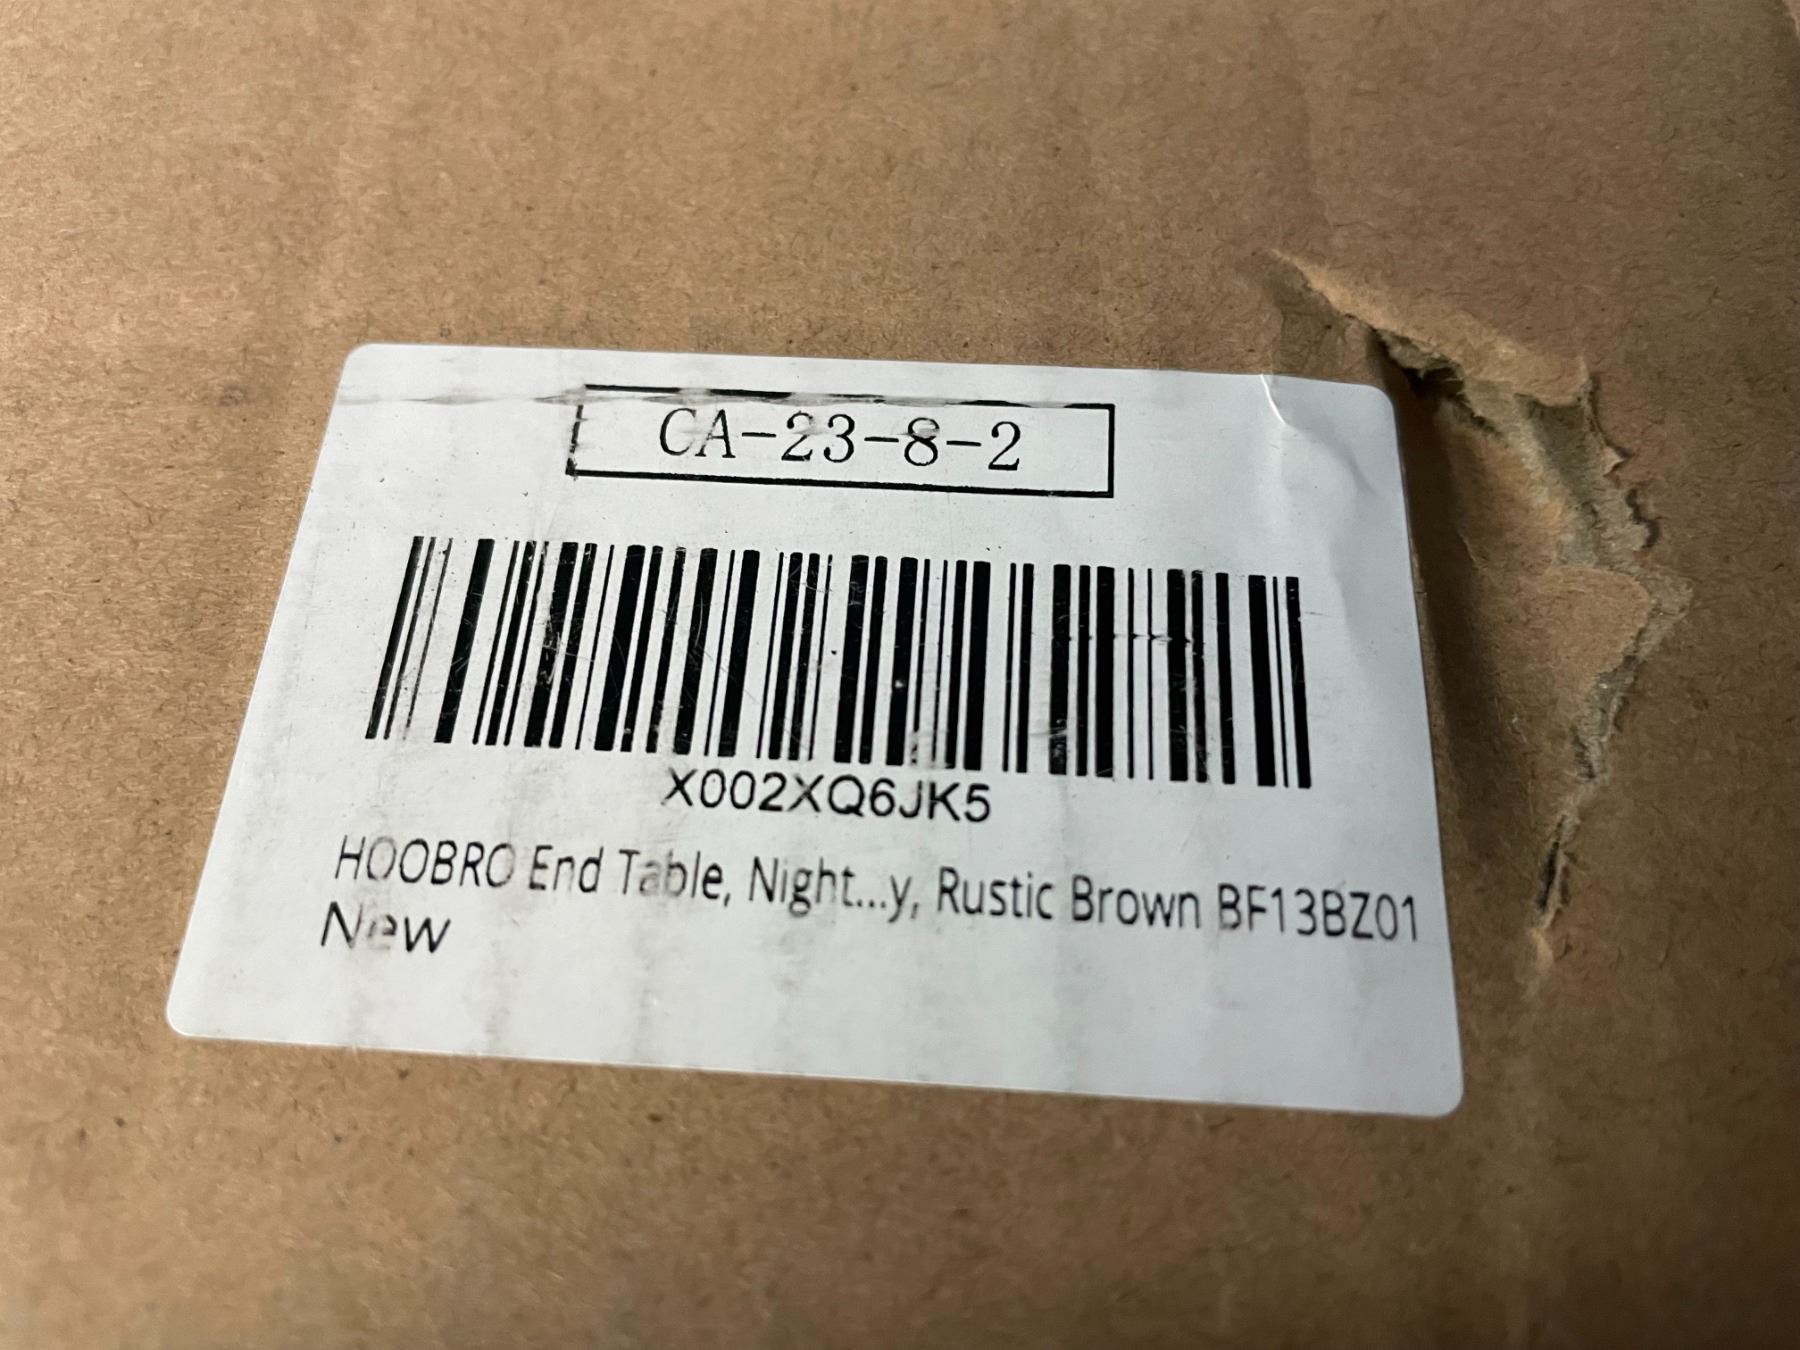 CA-23-8-2
X002XQ6JK5
HOOBRO End Table, Night...y, Rustic Brown BF13BZ01
New